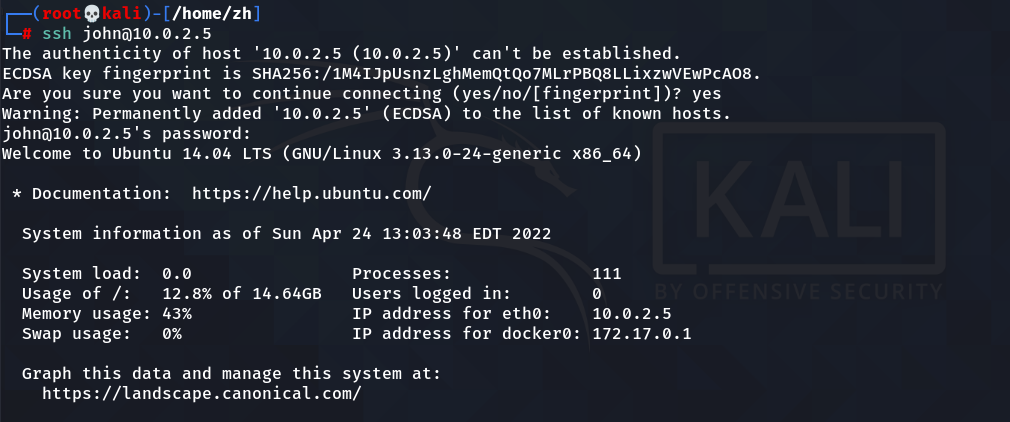 ┌──(root💀kali)-[/home/zh]
└─# ssh john@10.0.2.5
The authenticity of host '10.0.2.5 (10.0.2.5)' can't be established.
ECDSA key fingerprint is SHA256:/1M4IJpUsnzLghMemQtQo7MLrPBQ8LLixzwVEwPcAO8.
Are you sure you want to continue connecting (yes/no/[fingerprint])? yes
Warning: Permanently added '10.0.2.5' (ECDSA) to the list of known hosts.
john@10.0.2.5's password:
Welcome to Ubuntu 14.04 LTS (GNU/Linux 3.13.0-24-generic x86_64)
* Documentation:  https://help.ubuntu.com/
System information as of Sun Apr 24 13:03:48 EDT 2022
System load:  0.0                Processes:              111
Usage of /:   12.8% of 14.64GB   Users logged in:        0
Memory usage: 43%                IP address for eth0:    10.0.2.5
Swap usage:   0%                 IP address for docker0: 172.17.0.1
Graph this data and manage this system at:
https://landscape.canonical.com/
KALI
BY OFFENSIVE SECURITY